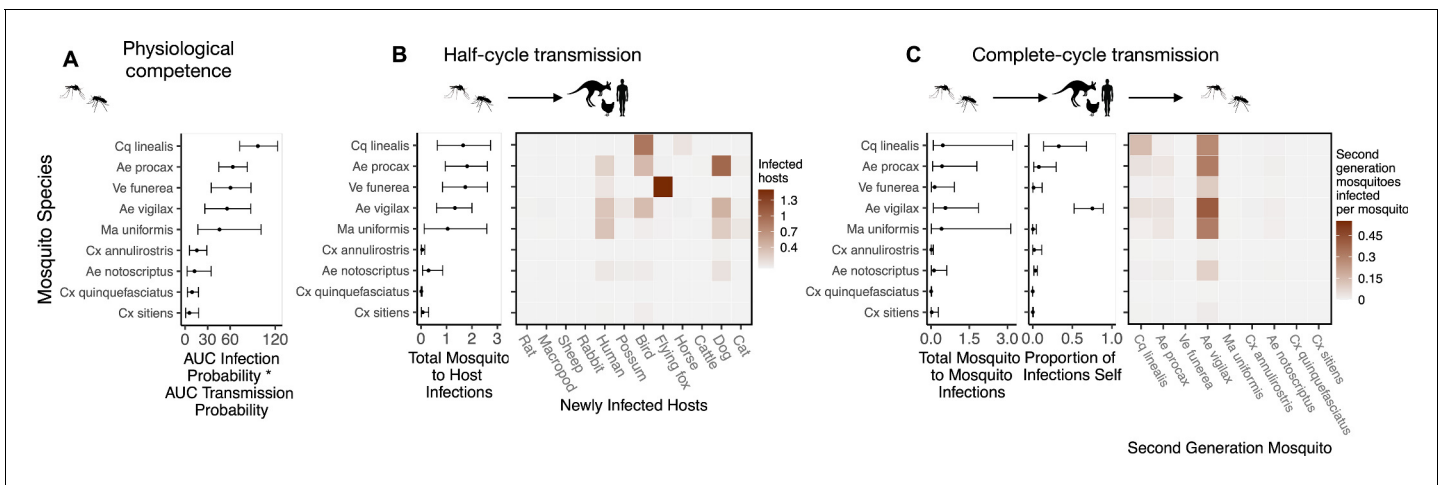 A
Physiological
competence
B
Half-cycle transmission
C
Complete-cycle transmission
Mosquito Species
Cq linealis
Ae procax
Ve funerea
Ae vigilax
Ma uniformis
Cx annulirostris
Ae notoscriptus
Cx quinquefasciatus
Cx sitiens
0 30 60 120
AUC Infection
Probability *
AUC Transmission
Probability
Cq linealis
Ae procax
Ve funerea
Ae vigilax
Ma uniformis
Cx annulirostris
Ae notoscriptus
Cx quinquefasciatus
Cx sitiens
0 1 2 3
Total Mosquito
to Host
Infections
Rat
Macropod
Sheep
Rabbit
Human
Possum
Bird
Flying fox
Horse
Cattle
Dog
Cat
Newly Infected Hosts
Infected
hosts
1.3
1
0.7
0.4
Cq linealis
Ae procax
Ve funerea
Ae vigilax
Ma uniformis
Cx annulirostris
Ae notoscriptus
Cx quinquefasciatus
Cx sitiens
0.0 1.5 3.0
Total Mosquito
to Mosquito
Infections
0.0 0.5 1.0
Proportion of
Infections Self
Cq linealis
Ae procax
Ve funerea
Ae vigilax
Ma uniformis
Cx annulirostris
Ae notoscriptus
Cx quinquefasciatus
Cx sitiens
Second Generation Mosquito
Second
generation
mosquitoes
infected
per mosquito
0.45
0.3
0.15
0